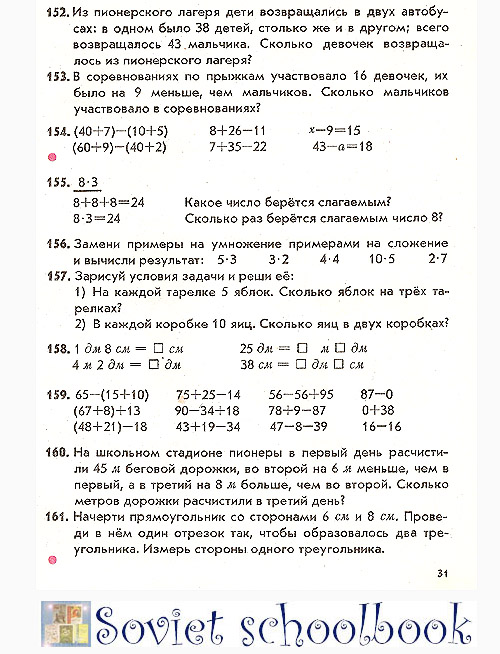 152. Из пионерского лагеря дети возвращались в двух автобу-
сах: в одном было 38 детей, столько же и в другом; всего
возвращалось 43 мальчика. Сколько девочек возвраща-
лось из пионерского лагеря?
153. В соревнованиях по прыжкам участвовало 16 девочек, их
было на 9 меньше, чем мальчиков. Сколько мальчиков
участвовало в соревнованиях?
154. (40+7)−(10+5) 8+26−11 x−9=15
(60+9)−(40+2) 7+35−22 43−a=18
155. 8·3
8+8+8=24 Какое число берётся слагаемым?
8·3=24 Сколько раз берётся слагаемым число 8?
156. Замени примеры на умножение примерами на сложение
и вычисли результат: 5·3 3·2 4·4 10·5 2·7
157. Зарисуй условия задачи и реши её:
1) На каждой тарелке 5 яблок. Сколько яблок на трёх та-
релках?
2) В каждой коробке 10 яиц. Сколько яиц в двух коробках?
158. 1 дм 8 см = □ см 25 дм = □ м □ дм
4 м 2 дм = □ дм 38 см = □ дм □ см
159. 65−(15+10) 75+25−14 56−56+95 87−0
(67+8)+13 90−34+18 78+9−87 0+38
(48+21)−18 43+19−34 47−8−39 16−16
160. На школьном стадионе пионеры в первый день расчисти-
ли 45 м беговой дорожки, во второй на 6 м меньше, чем в
первый, а в третий на 8 м больше, чем во второй. Сколько
метров дорожки расчистили в третий день?
161. Начерти прямоугольник со сторонами 6 см и 8 см. Прове-
ди в нём один отрезок так, чтобы образовалось два тре-
угольника. Измерь стороны одного треугольника.
31
Soviet schoolbook